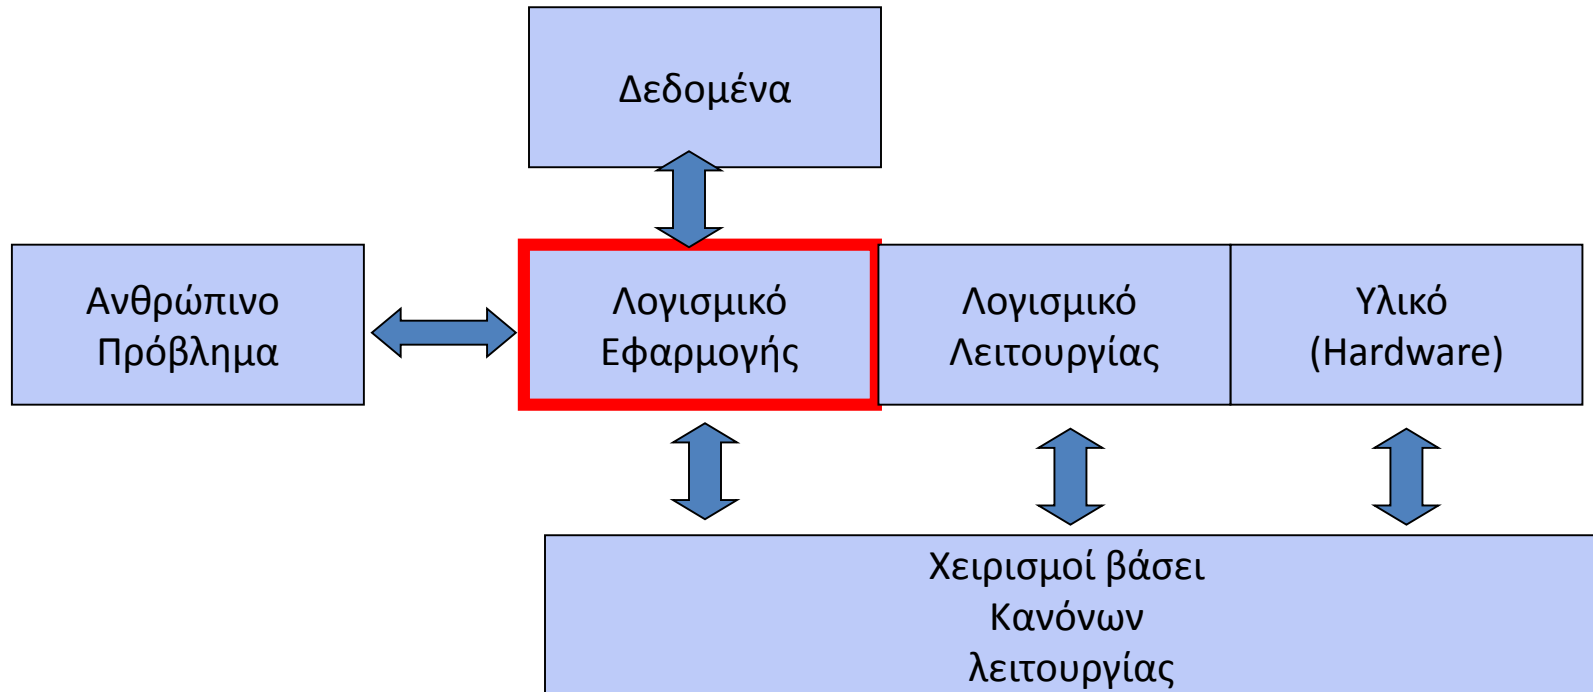 Δεδομένα
Ανθρώπινο
Πρόβλημα
Λογισμικό
Εφαρμογής
Λογισμικό
Λειτουργίας
Υλικό
(Hardware)
Χειρισμοί βάσει
Κανόνων
λειτουργίας